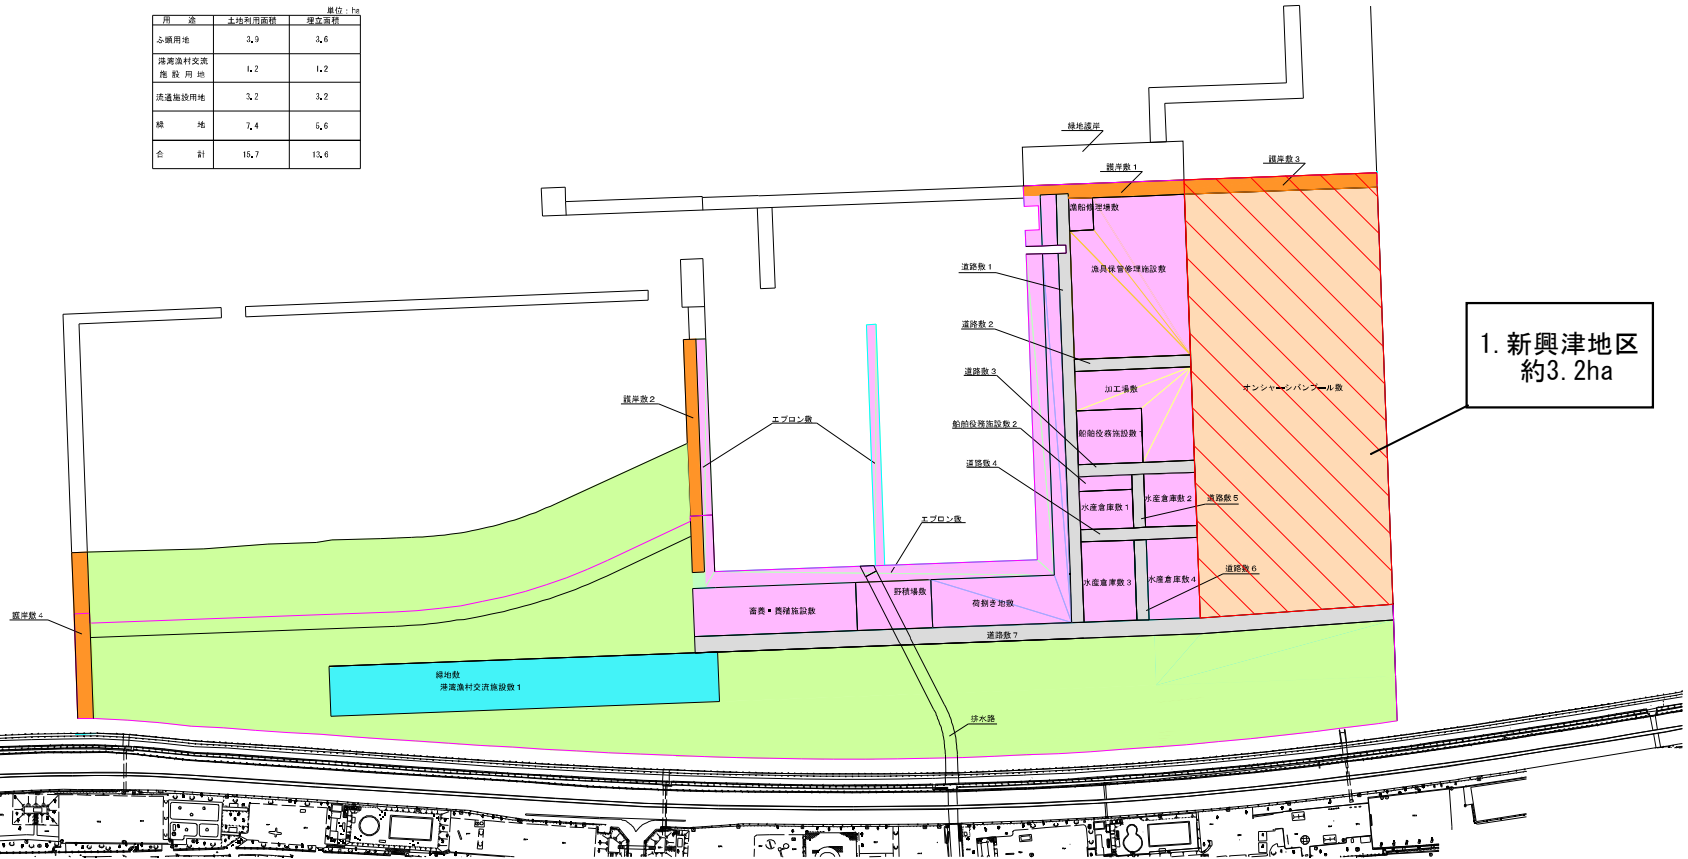 単位：ha
用途 土地利用面積 埋立面積
ふ頭用地 3.9 3.6
港湾漁村交流
施設用地 1.2 1.2
流通施設用地 3.2 3.2
緑地 7.4 5.6
合計 15.7 13.6
緑地護岸
護岸敷1
護岸敷3
漁船修理場敷
道路敷1
漁具保管修理施設敷
道路敷2
1. 新興津地区
約3.2ha
道路敷3
加工場敷
オンシャーシバンプール敷
護岸敷2
エプロン敷
船舶役務施設敷2
船舶役務施設敷1
道路敷4
水産倉庫敷2
道路敷5
水産倉庫敷1
エプロン敷
道路敷6
水産倉庫敷3
水産倉庫敷4
野積場敷
荷捌き地敷
畜養・養殖施設敷
護岸敷4
道路敷7
緑地敷
港湾漁村交流施設敷1
排水路